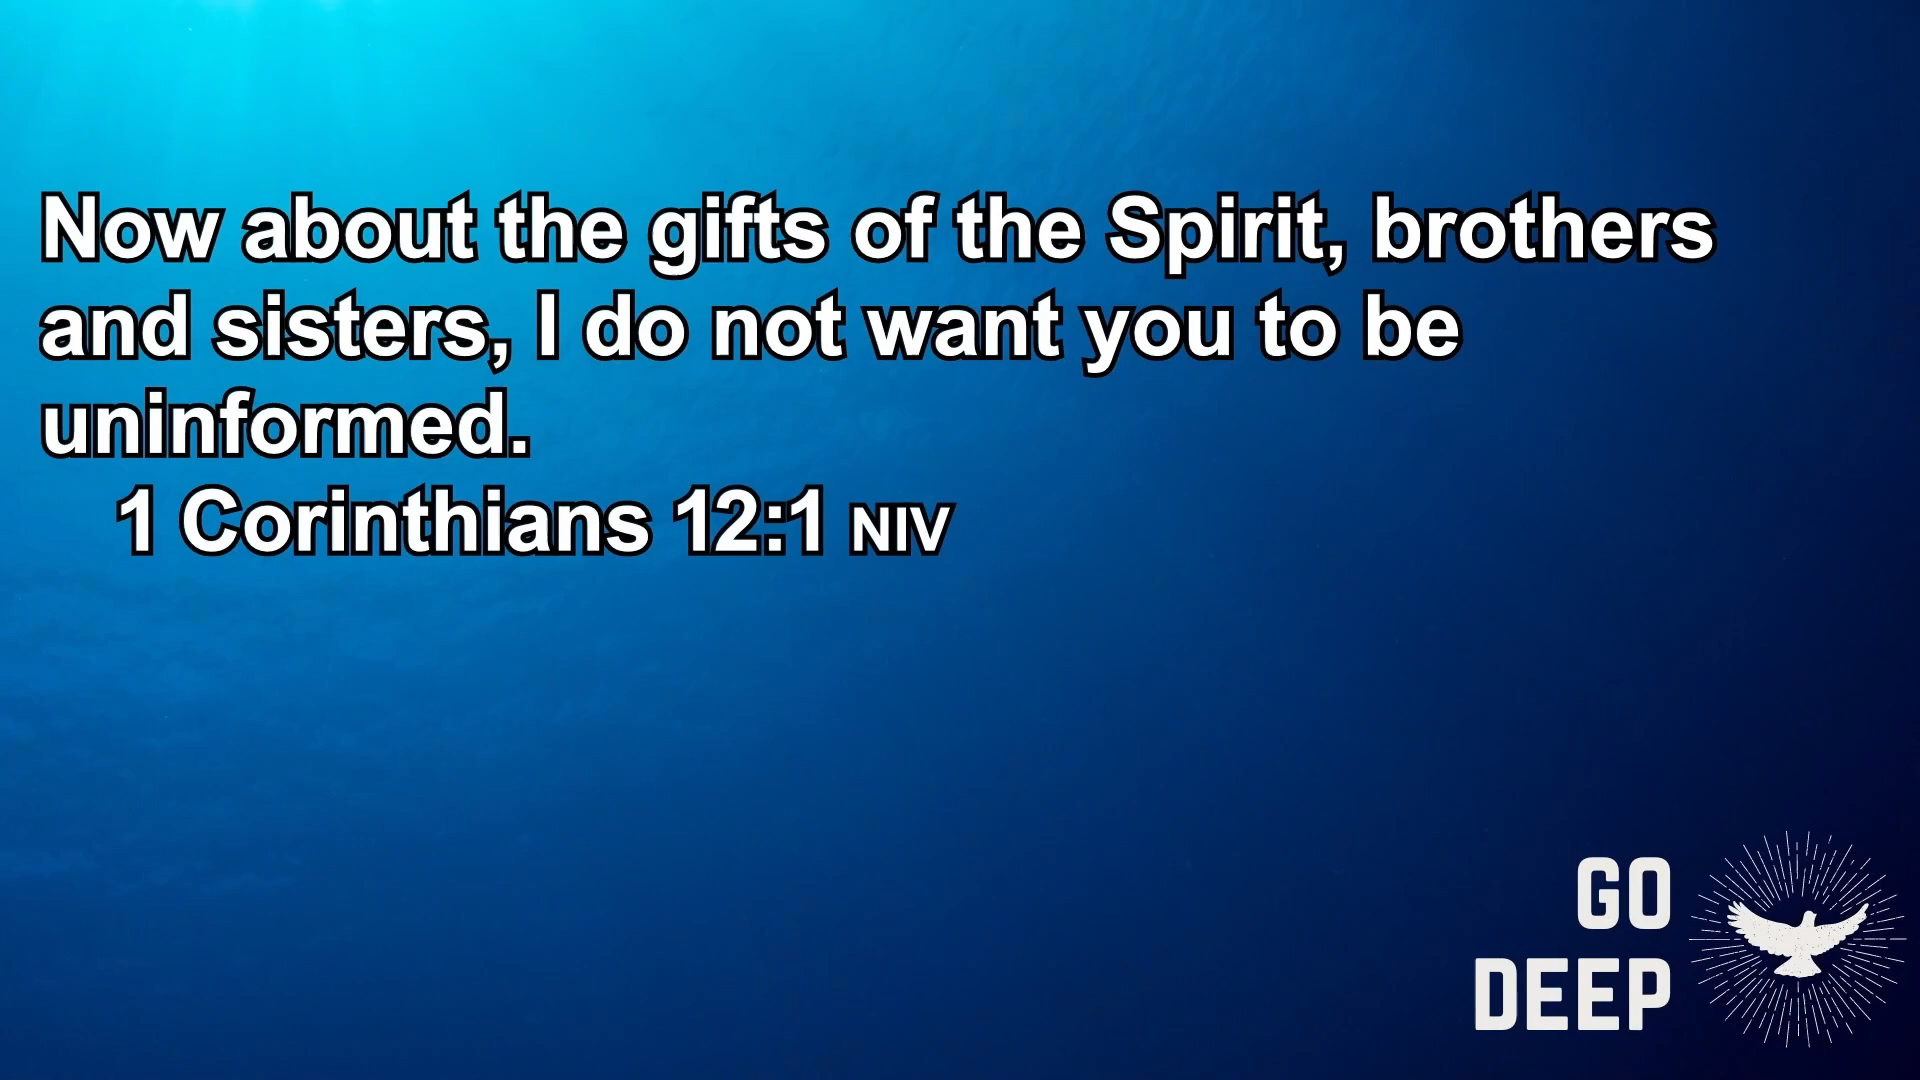 Now about the gifts of the Spirit, brothers
and sisters, I do not want you to be
uninformed.
1 Corinthians 12:1 NIV
GO
DEEP